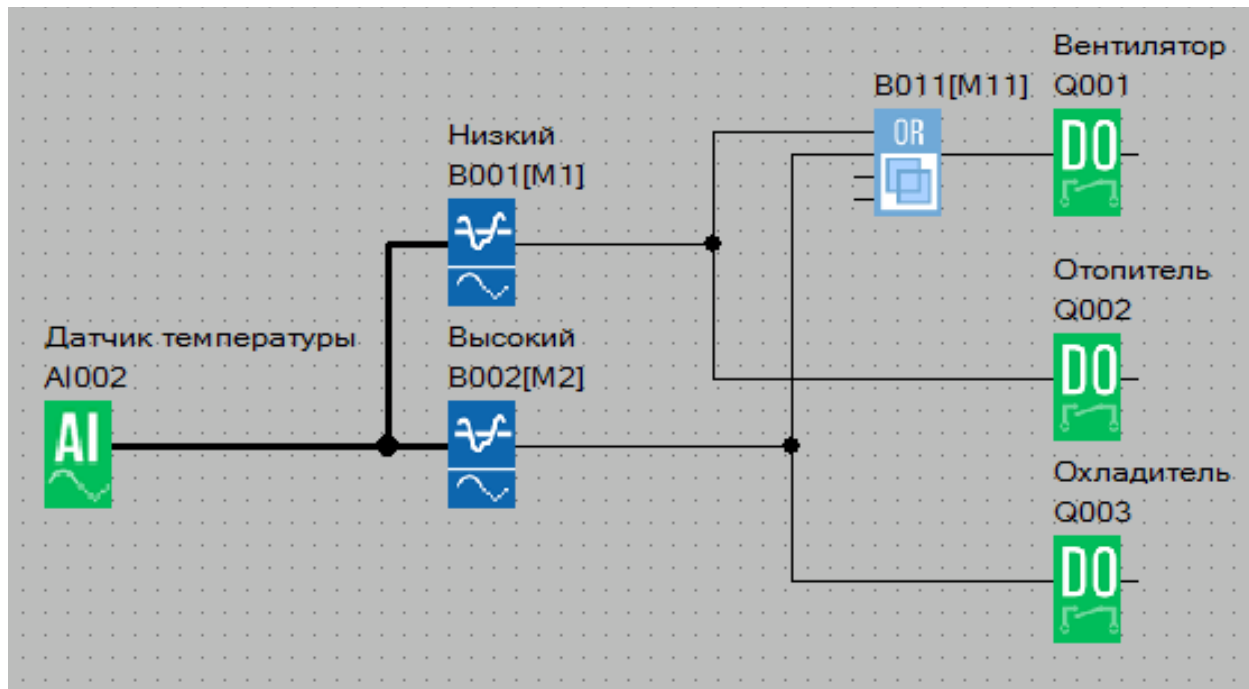 Вентилятор
B011[M11]
Q001
OR
DO
Низкий
B001[M1]
Отопитель
Q002
DO
Датчик температуры
AI002
AI
Высокий
B002[M2]
Охладитель
Q003
DO